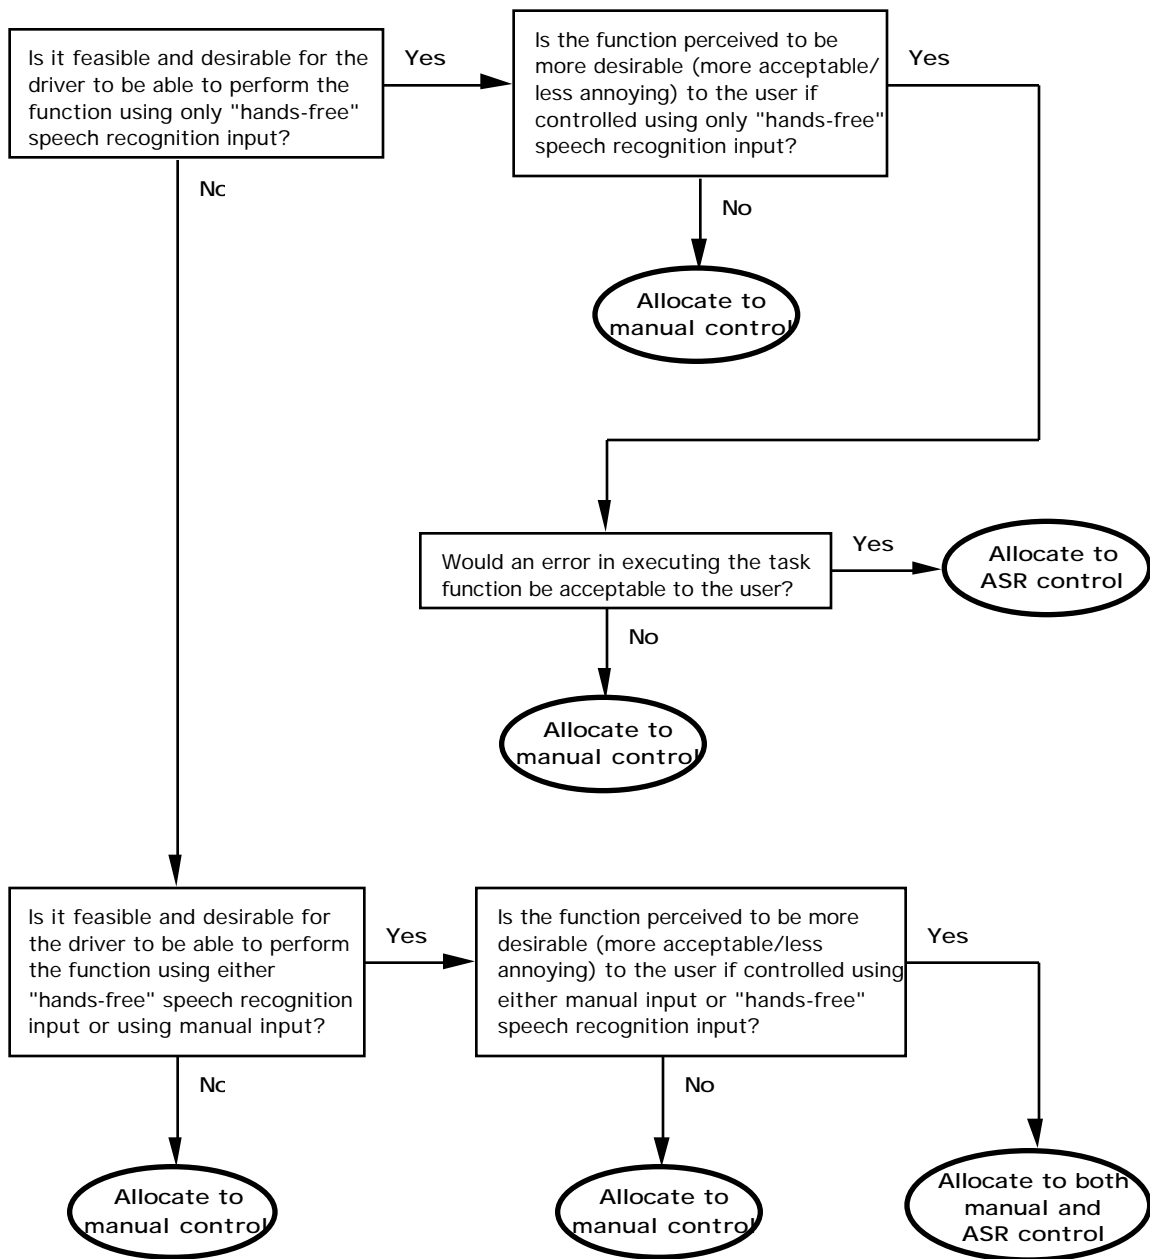 Is it feasible and desirable for the
driver to be able to perform the
function using only "hands-free"
speech recognition input?
Yes
Is the function perceived to be
more desirable (more acceptable/
less annoying) to the user if
controlled using only "hands-free"
speech recognition input?
Yes
Nc
No
Allocate to
manual control
Would an error in executing the task
function be acceptable to the user?
Yes
Allocate to
ASR control
No
Allocate to
manual control
Is it feasible and desirable for
the driver to be able to perform
the function using either
"hands-free" speech recognition
input or using manual input?
Yes
Is the function perceived to be more
desirable (more acceptable/less
annoying) to the user if controlled using
either manual input or "hands-free"
speech recognition input?
Yes
Nc
No
Allocate to
manual control
Allocate to
manual control
Allocate to both
manual and
ASR control